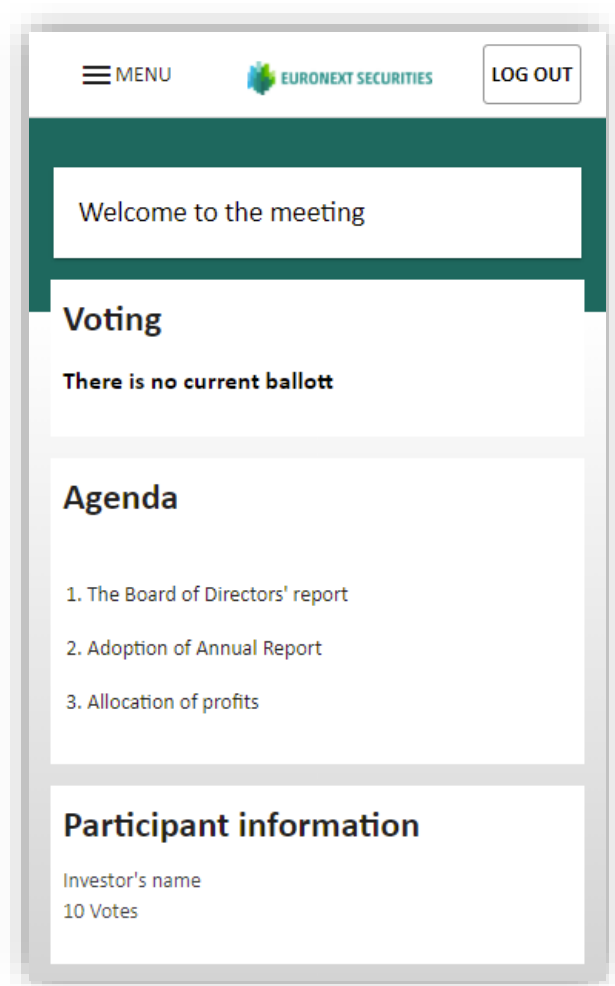 MENU
EURONEXT SECURITIES
LOG OUT
Welcome to the meeting
Voting
There is no current ballott
Agenda
1. The Board of Directors' report
2. Adoption of Annual Report
3. Allocation of profits
Participant information
Investor's name
10 Votes